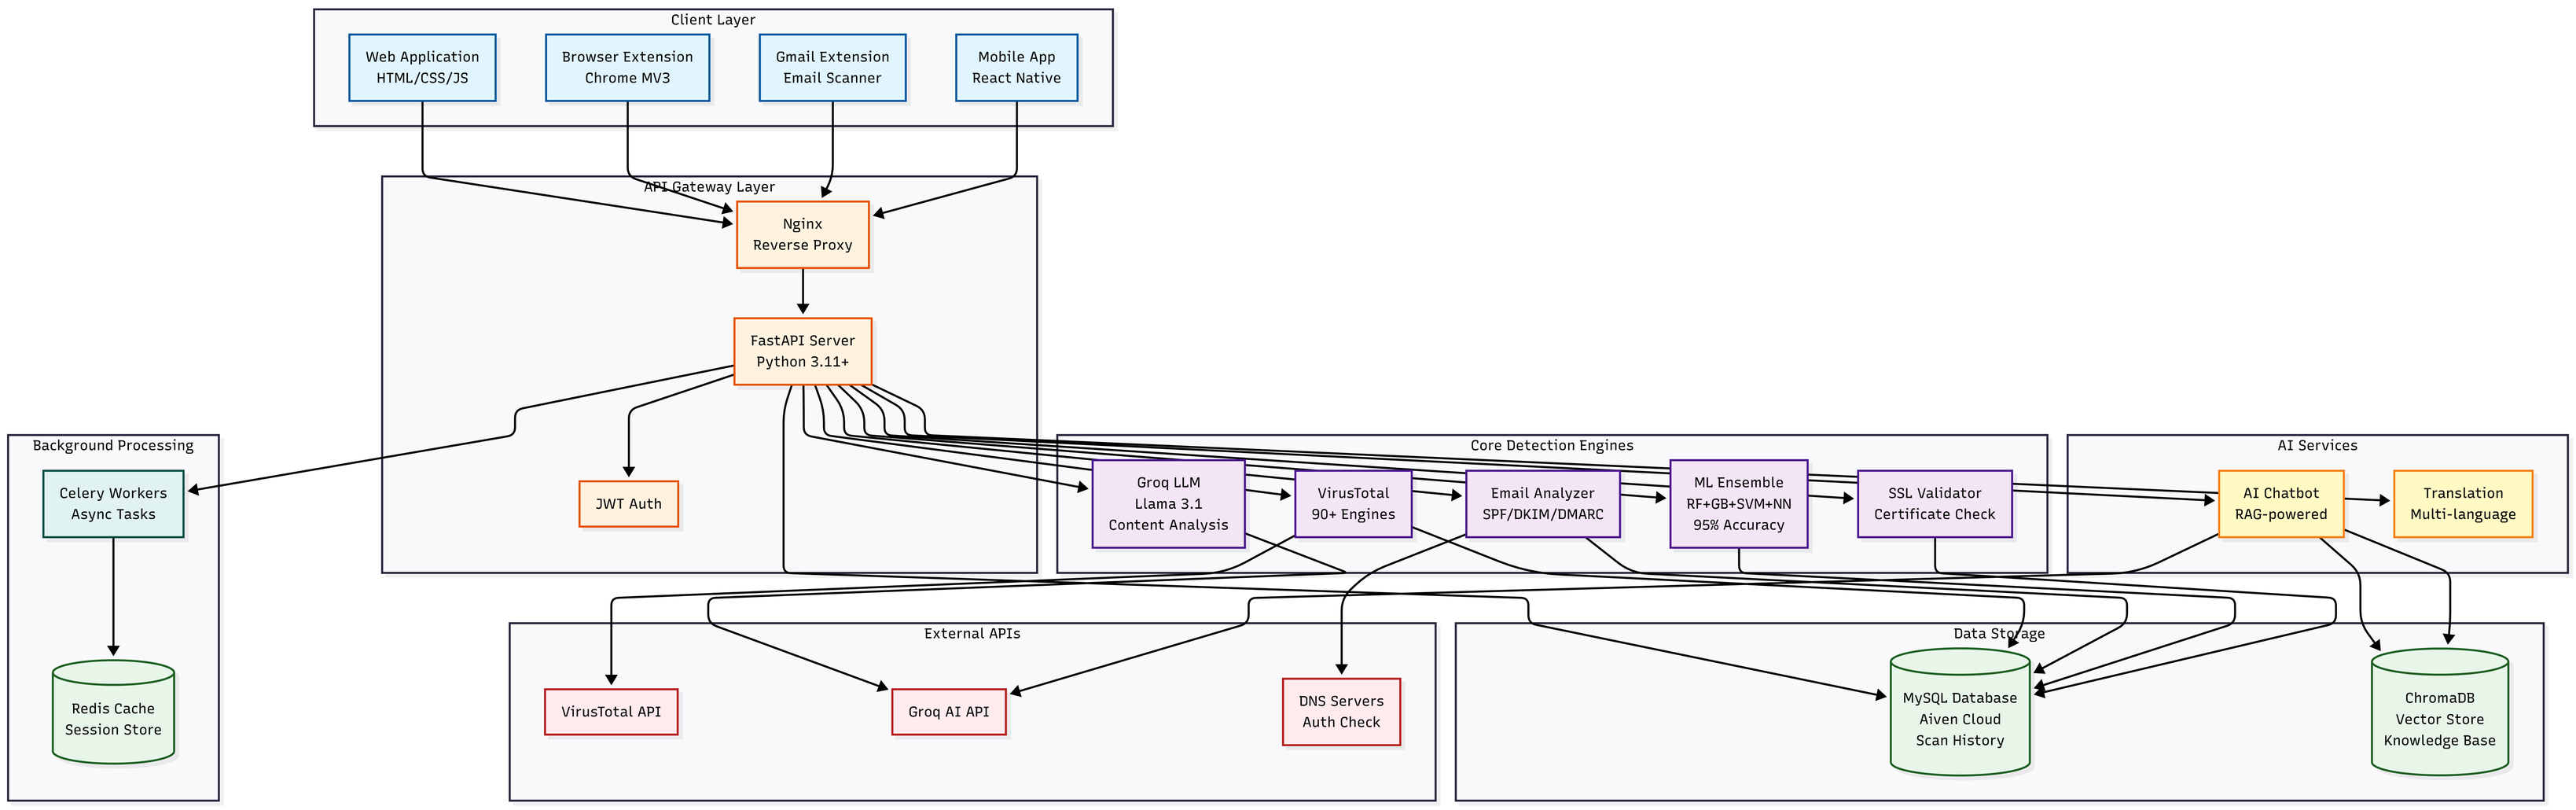 Client Layer
Web Application
HTML/CSS/JS
Browser Extension
Chrome MV3
Gmail Extension
Email Scanner
Mobile App
React Native
API Gateway Layer
Nginx
Reverse Proxy
FastAPI Server
Python 3.11+
JWT Auth
Background Processing
Celery Workers
Async Tasks
Redis Cache
Session Store
Core Detection Engines
Groq LLM
Llama 3.1
Content Analysis
VirusTotal
90+ Engines
Email Analyzer
SPF/DKIM/DMARC
ML Ensemble
RF+GB+SVM+NN
95% Accuracy
SSL Validator
Certificate Check
AI Services
AI Chatbot
RAG-powered
Translation
Multi-language
External APIs
VirusTotal API
Groq AI API
DNS Servers
Auth Check
Data Storage
MySQL Database
Aiven Cloud
Scan History
ChromaDB
Vector Store
Knowledge Base